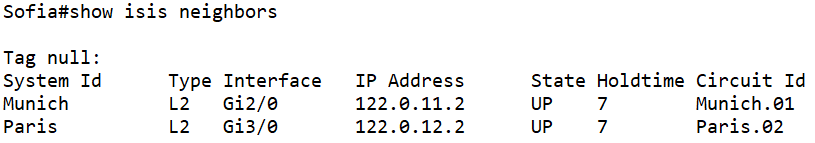 Sofia#show isis neighbors

Tag null:
System Id      Type Interface   IP Address      State Holdtime Circuit Id
Munich         L2   Gi2/0       122.0.11.2      UP    7        Munich.01
Paris          L2   Gi3/0       122.0.12.2      UP    7        Paris.02